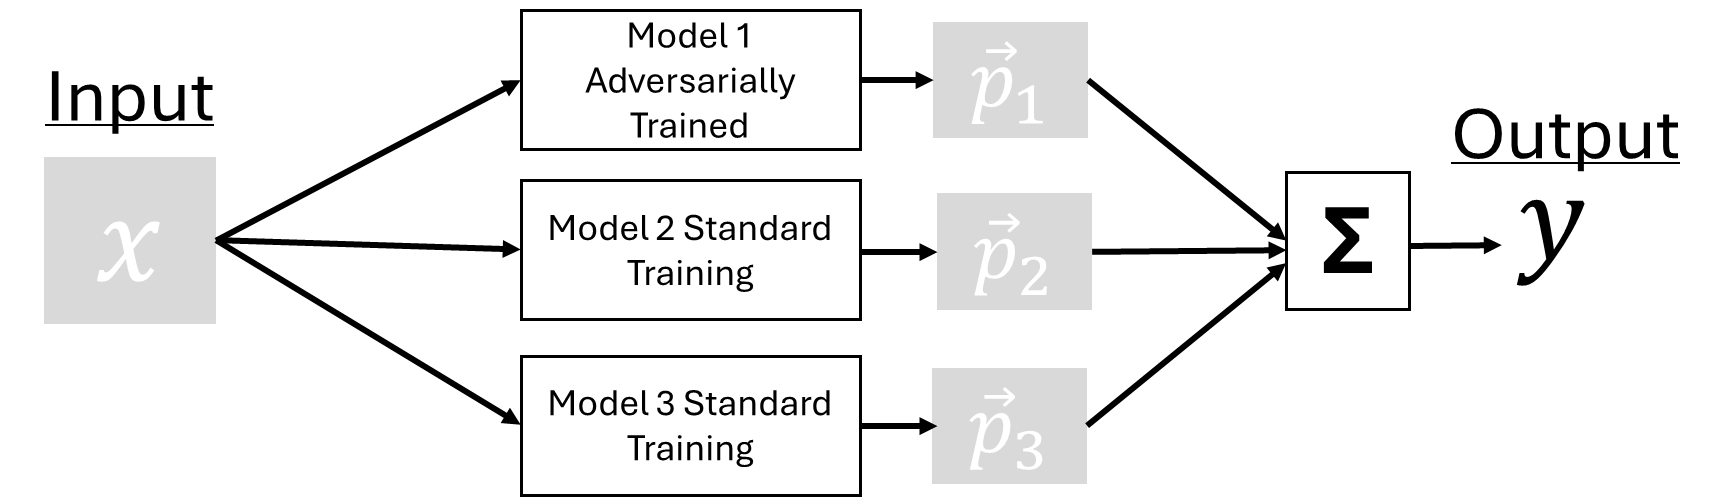 Input
x
Model 1
Adversarially
Trained
Model 2 Standard
Training
Model 3 Standard
Training
p⃗₁
p⃗₂
p⃗₃
Σ
Output
y